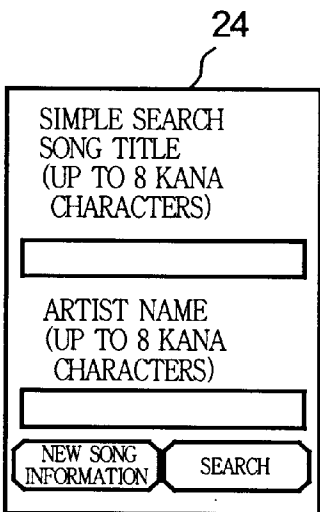 24
SIMPLE SEARCH
SONG TITLE
(UP TO 8 KANA
CHARACTERS)
ARTIST NAME
(UP TO 8 KANA
CHARACTERS)
NEW SONG
INFORMATION
SEARCH